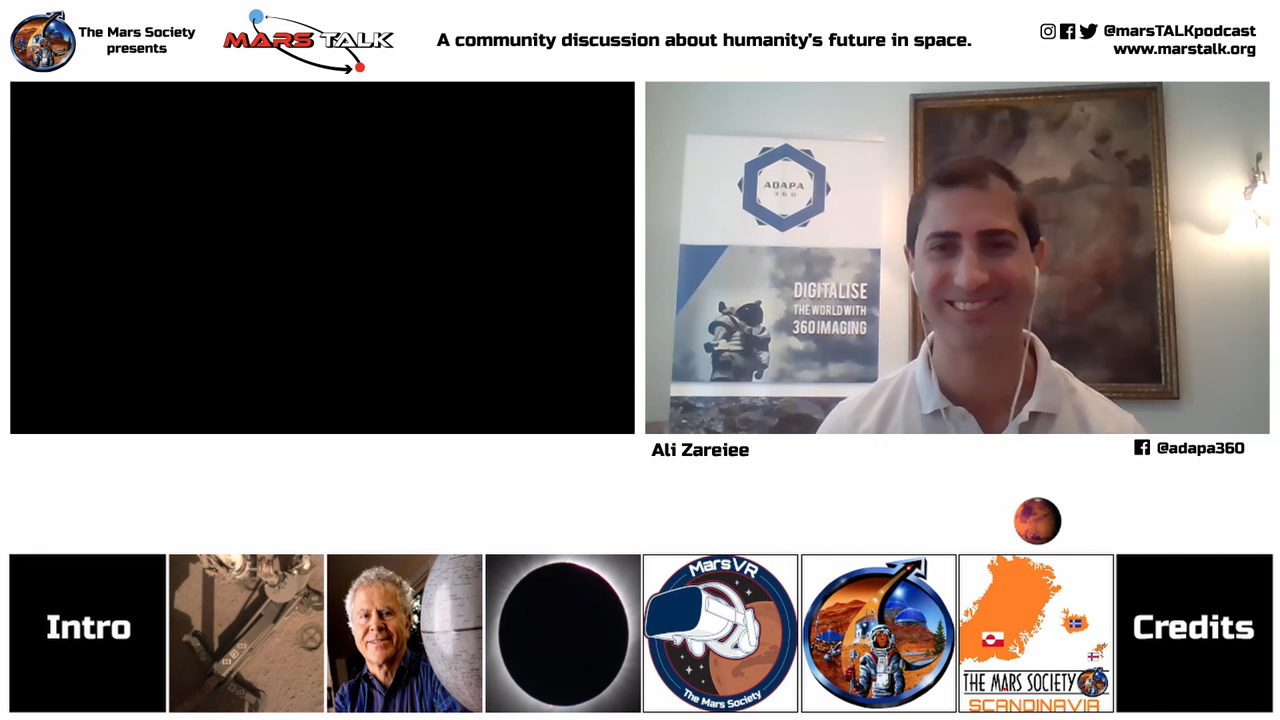 The Mars Society
presents
MARS TALK
A community discussion about humanity's future in space.
@marsTALKpodcast
www.marstalk.org
ADAPA
360
DIGITALISE
THE WORLD WITH
360 IMAGING
Ali Zareiee
@adapa360
Intro
MarsVR
The Mars Society
THE MARS SOCIETY
SCANDINAVIA
Credits